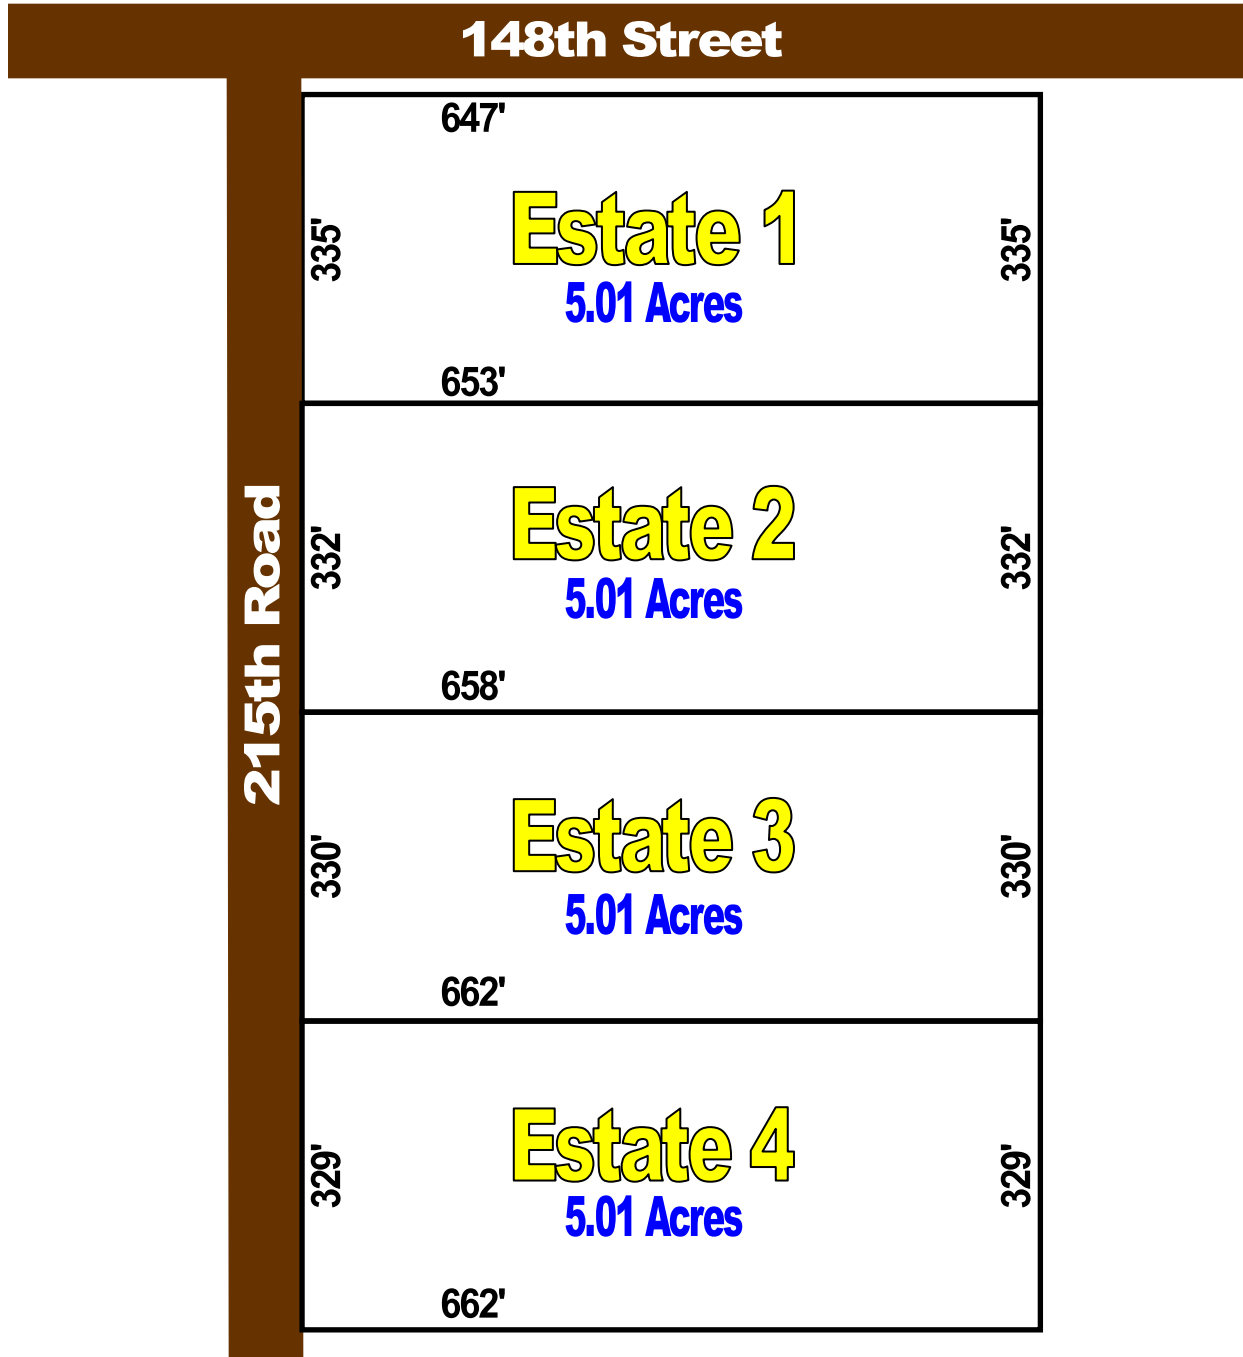 148th Street
647'
335'
Estate 1
335'
5.01 Acres
653'
215th Road
332'
Estate 2
332'
5.01 Acres
658'
330'
Estate 3
330'
5.01 Acres
662'
329'
Estate 4
329'
5.01 Acres
662'